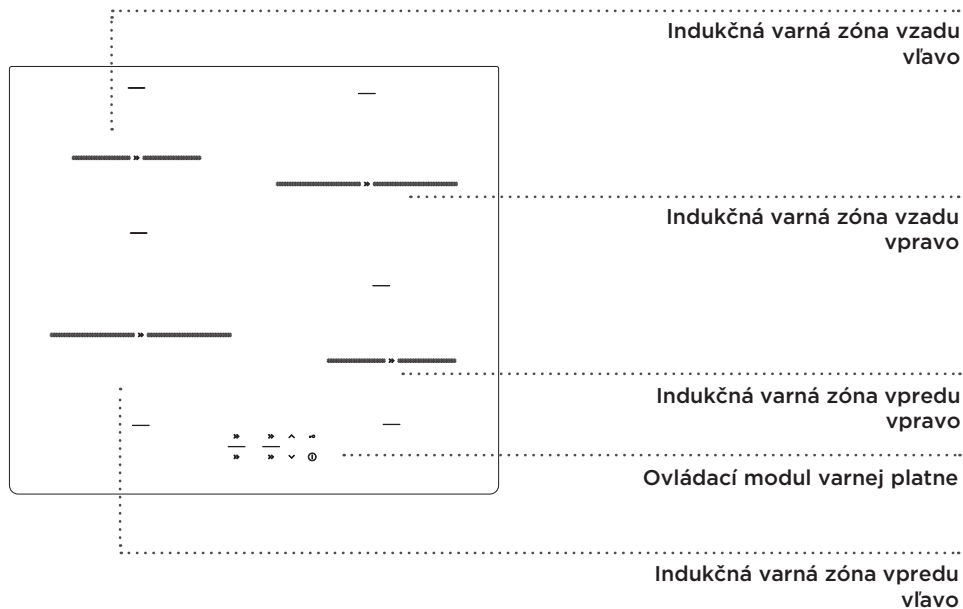 Indukčná varná zóna vzadu
vľavo
Indukčná varná zóna vzadu
vpravo
Indukčná varná zóna vpredu
vpravo
Ovládací modul varnej platne
Indukčná varná zóna vpredu
vľavo